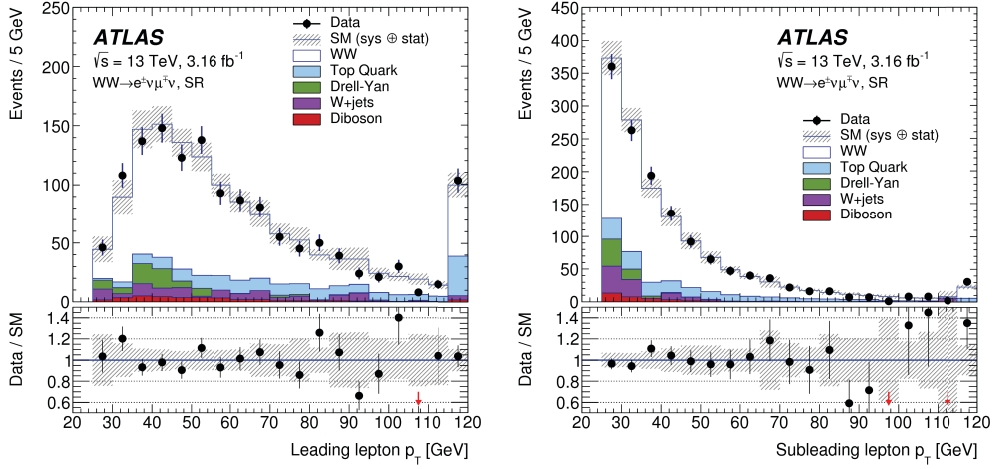 Events / 5 GeV
250
200
150
100
50
0
ATLAS
√s = 13 TeV, 3.16 fb⁻¹
WW→e±νμ∓ν, SR
Data
SM (sys ⊕ stat)
WW
Top Quark
Drell-Yan
W+jets
Diboson
Data / SM
1.4
1.2
1
0.8
0.6
20 30 40 50 60 70 80 90 100 110 120
Leading lepton p_T [GeV]
Events / 5 GeV
450
400
350
300
250
200
150
100
50
0
ATLAS
√s = 13 TeV, 3.16 fb⁻¹
WW→e±νμ∓ν, SR
Data
SM (sys ⊕ stat)
WW
Top Quark
Drell-Yan
W+jets
Diboson
Data / SM
1.4
1.2
1
0.8
0.6
20 30 40 50 60 70 80 90 100 110 120
Subleading lepton p_T [GeV]